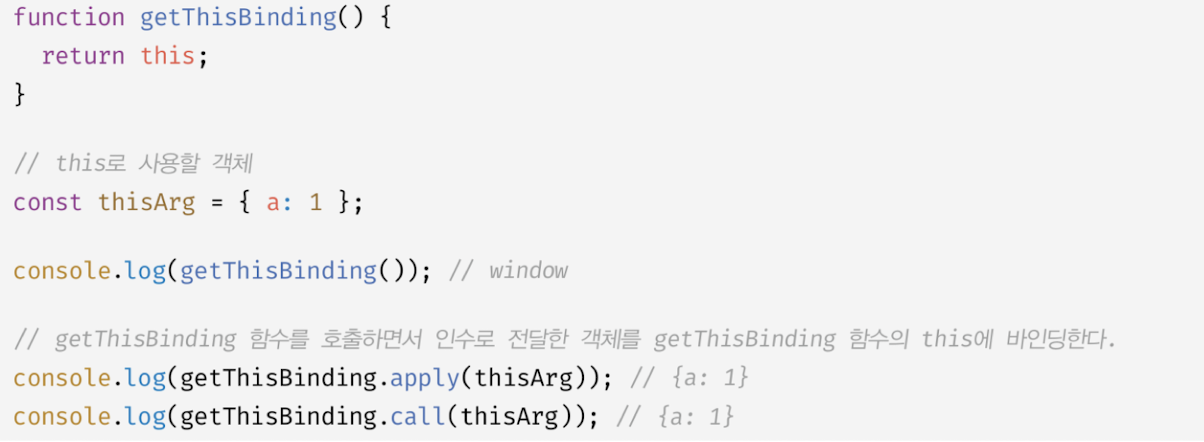 function getThisBinding() {
  return this;
}
// this로 사용할 객체
const thisArg = { a: 1 };
console.log(getThisBinding()); // window
// getThisBinding 함수를 호출하면서 인수로 전달한 객체를 getThisBinding 함수의 this에 바인딩한다.
console.log(getThisBinding.apply(thisArg)); // {a: 1}
console.log(getThisBinding.call(thisArg)); // {a: 1}